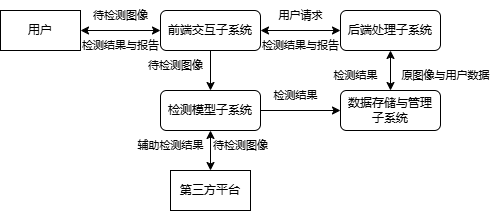 待检测图像
用户请求
用户
前端交互子系统
后端处理子系统
检测结果与报告
检测结果与报告
待检测图像
检测结果
原图像与用户数据
检测结果
检测模型子系统
数据存储与管理
子系统
辅助检测结果
待检测图像
第三方平台